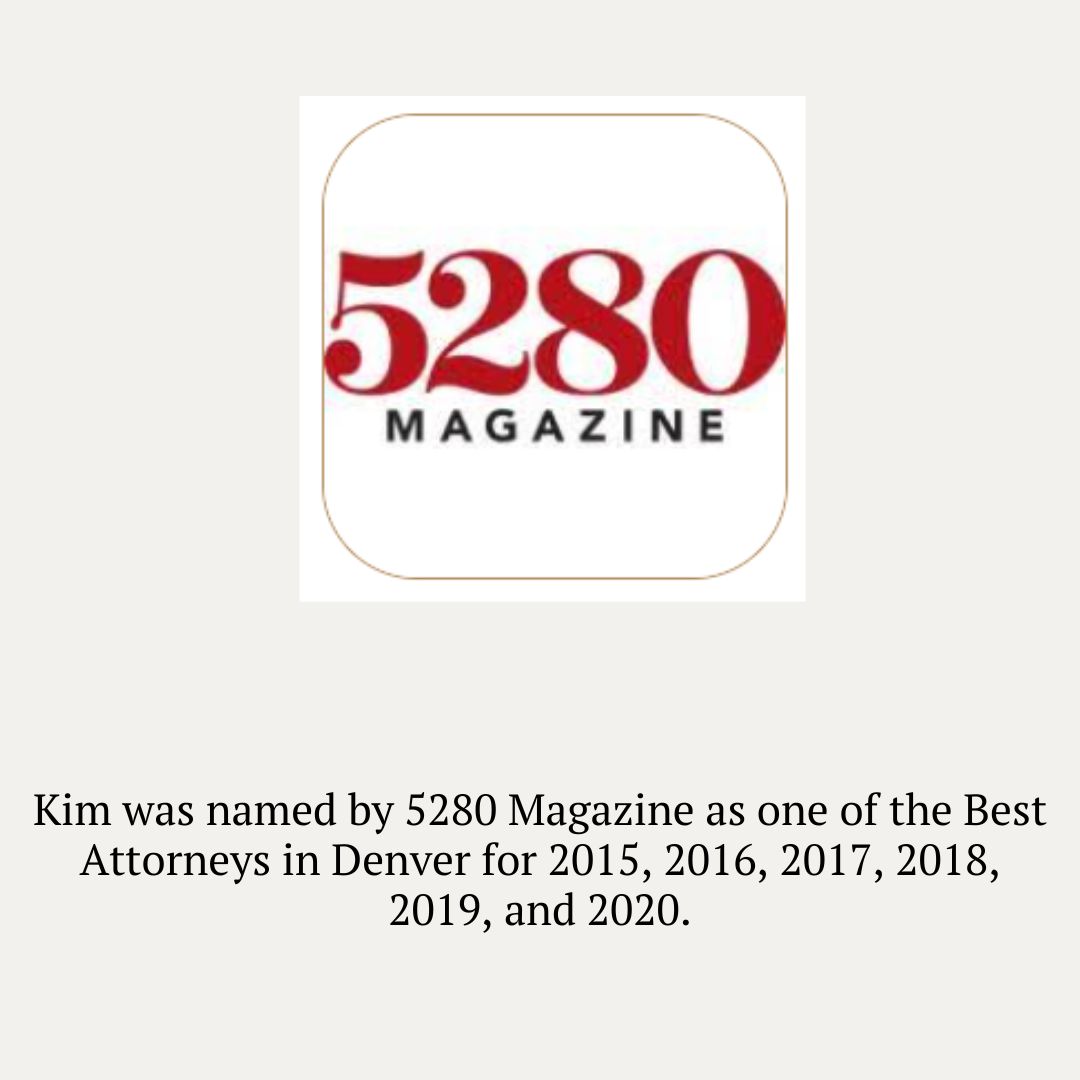 5280
MAGAZINE
Kim was named by 5280 Magazine as one of the Best
Attorneys in Denver for 2015, 2016, 2017, 2018,
2019, and 2020.